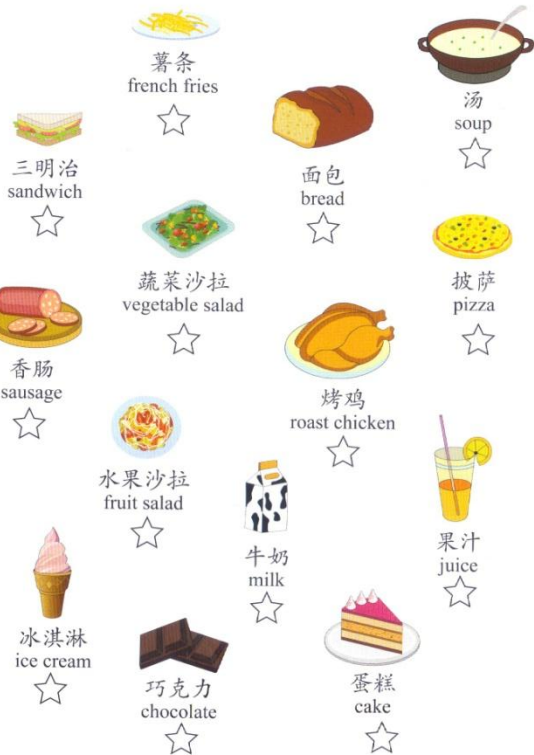 薯条
french fries
汤
soup
三明治
sandwich
面包
bread
蔬菜沙拉
vegetable salad
披萨
pizza
香肠
sausage
烤鸡
roast chicken
水果沙拉
fruit salad
牛奶
milk
果汁
juice
冰淇淋
ice cream
巧克力
chocolate
蛋糕
cake